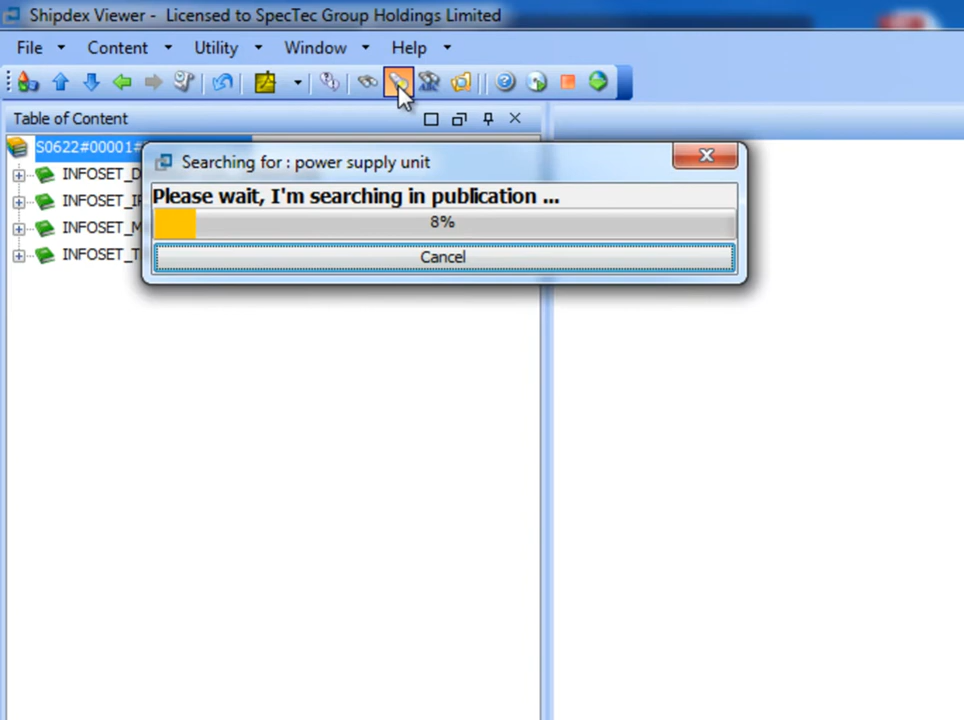 Shipdex Viewer - Licensed to SpecTec Group Holdings Limited
File Content Utility Window Help
Table of Content
S0622#00001#
INFOSET_D
Searching for : power supply unit
Please wait, I'm searching in publication ...
INFOSET_
8%
INFOSET_M
INFOSET_T
Cancel